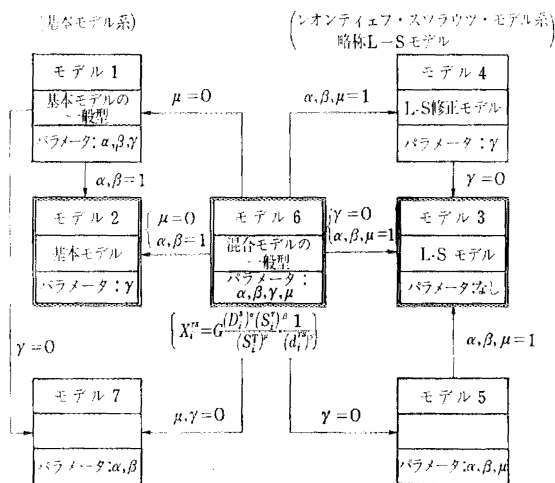 (基本モデル系)
(レオンティェフ・スツラウツ・モデル系)
略称L-Sモデル
モデル 1
基本モデルの
一般型
パラメータ: α,β,γ
モデル 4
L-S修正モデル
パラメータ: γ
μ=0
α,β,μ=1
α,β=1
γ=0
モデル 2
基本モデル
パラメータ: γ
μ=0
α,β=1
モデル 6
混合モデルの
一般型
パラメータ:
α,β,γ,μ
γ=0
α,β,μ=1
モデル 3
L-S モデル
パラメータ:なし
γ=0
α,β,μ=1
モデル 7
パラメータ:α,β
μ,γ=0
γ=0
モデル 5
パラメータ:α,β,μ